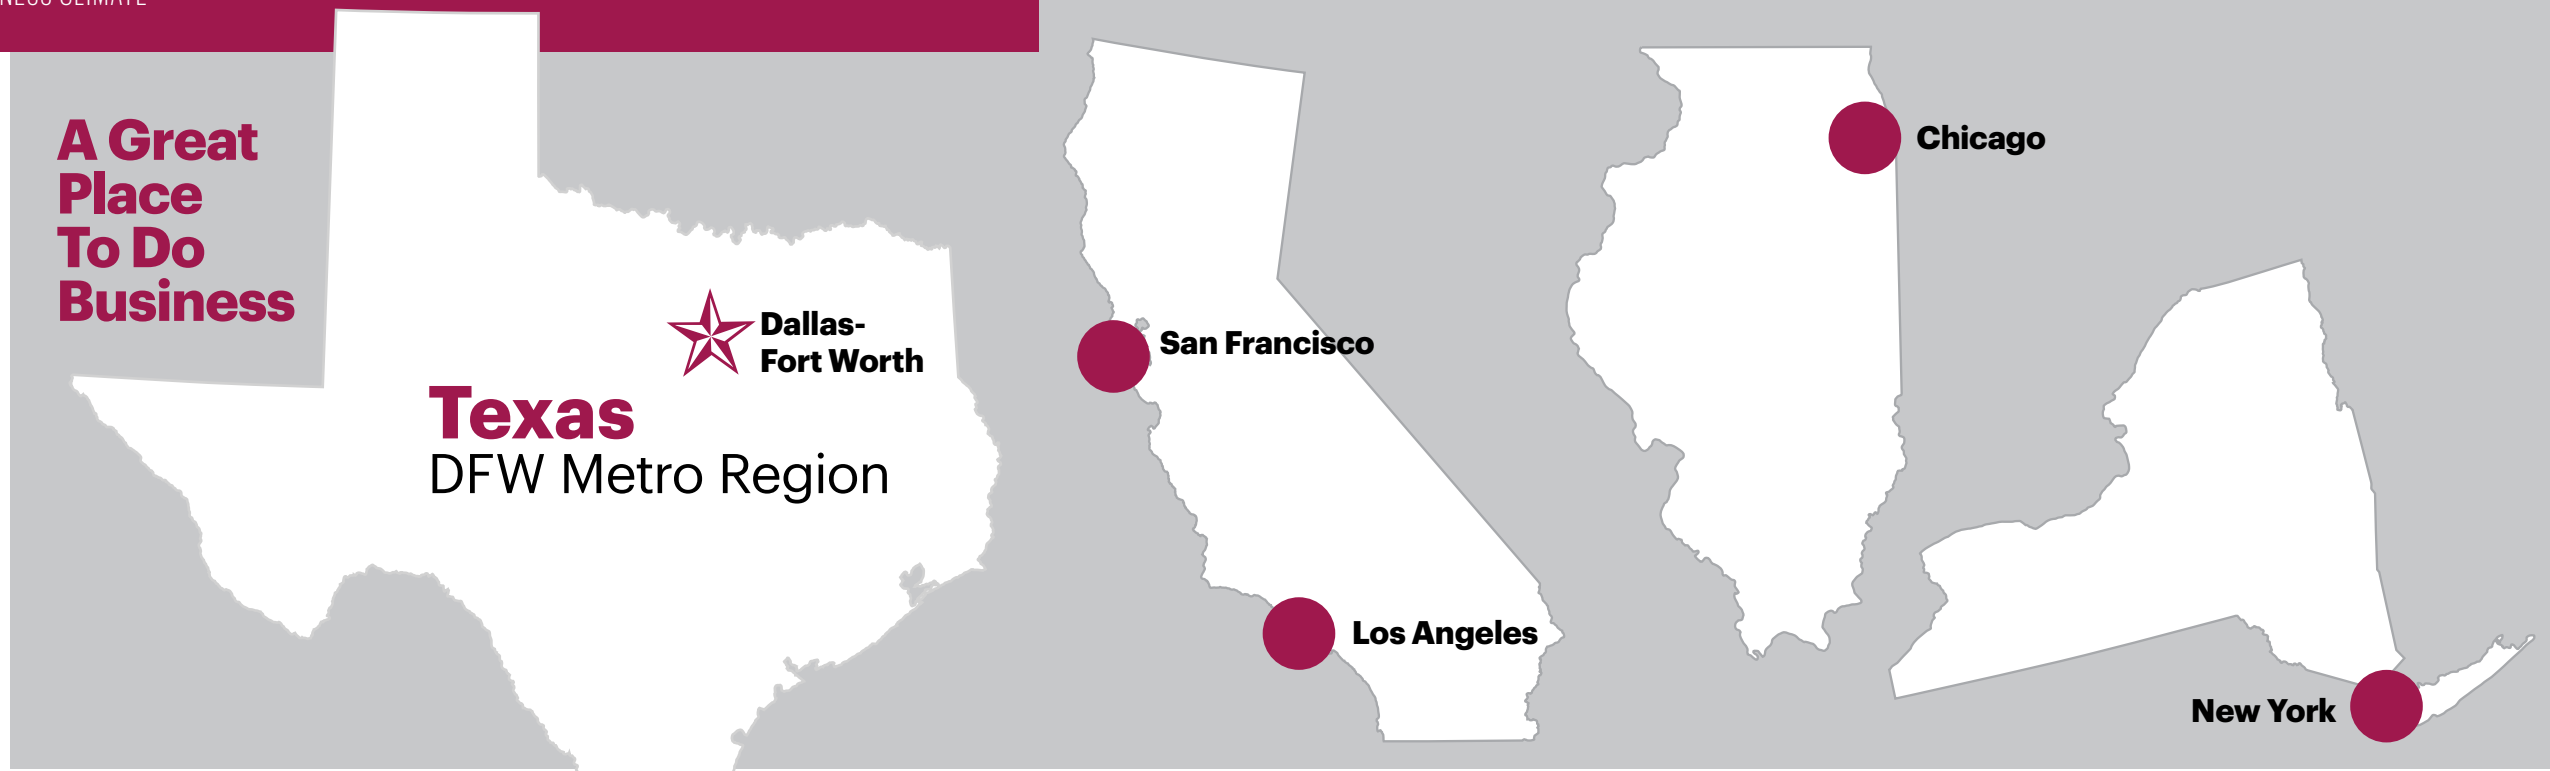 A Great
Place
To Do
Business
Dallas-
Fort Worth
Texas
DFW Metro Region
San Francisco
Los Angeles
Chicago
New York